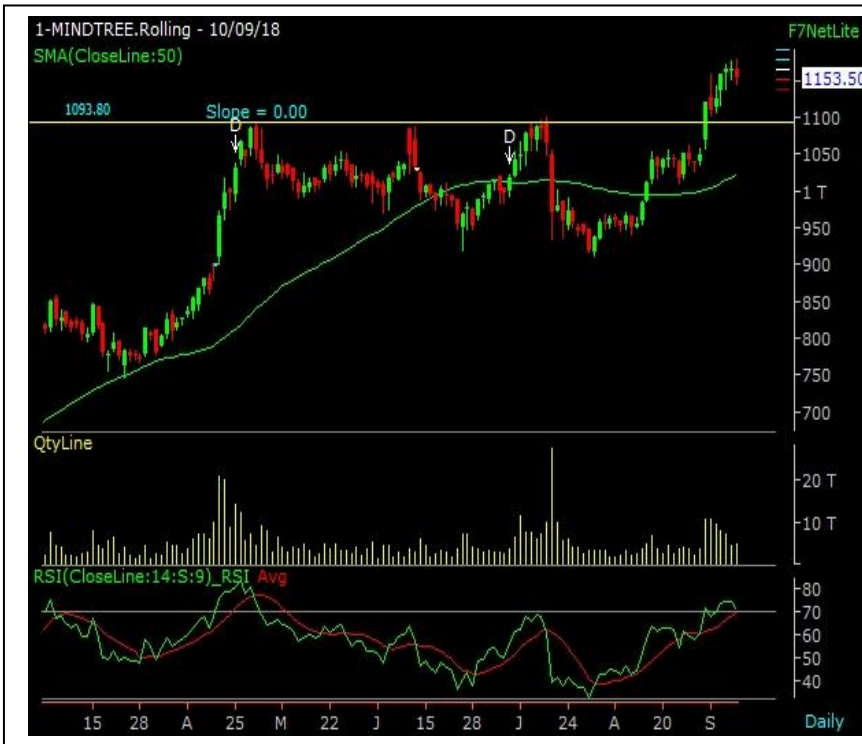 1-MINDTREE.Rolling - 10/09/18 F7NetLite
SMA(CloseLine:50)
1153.50
1093.80 Slope = 0.00
D
D
1100
1050
1 T
950
900
850
800
750
700
QtyLine
20 T
10 T
RSI(CloseLine:14:S:9)_RSI Avg
80
70
60
50
40
15 28 A 25 M 22 J 15 28 J 24 A 20 S Daily